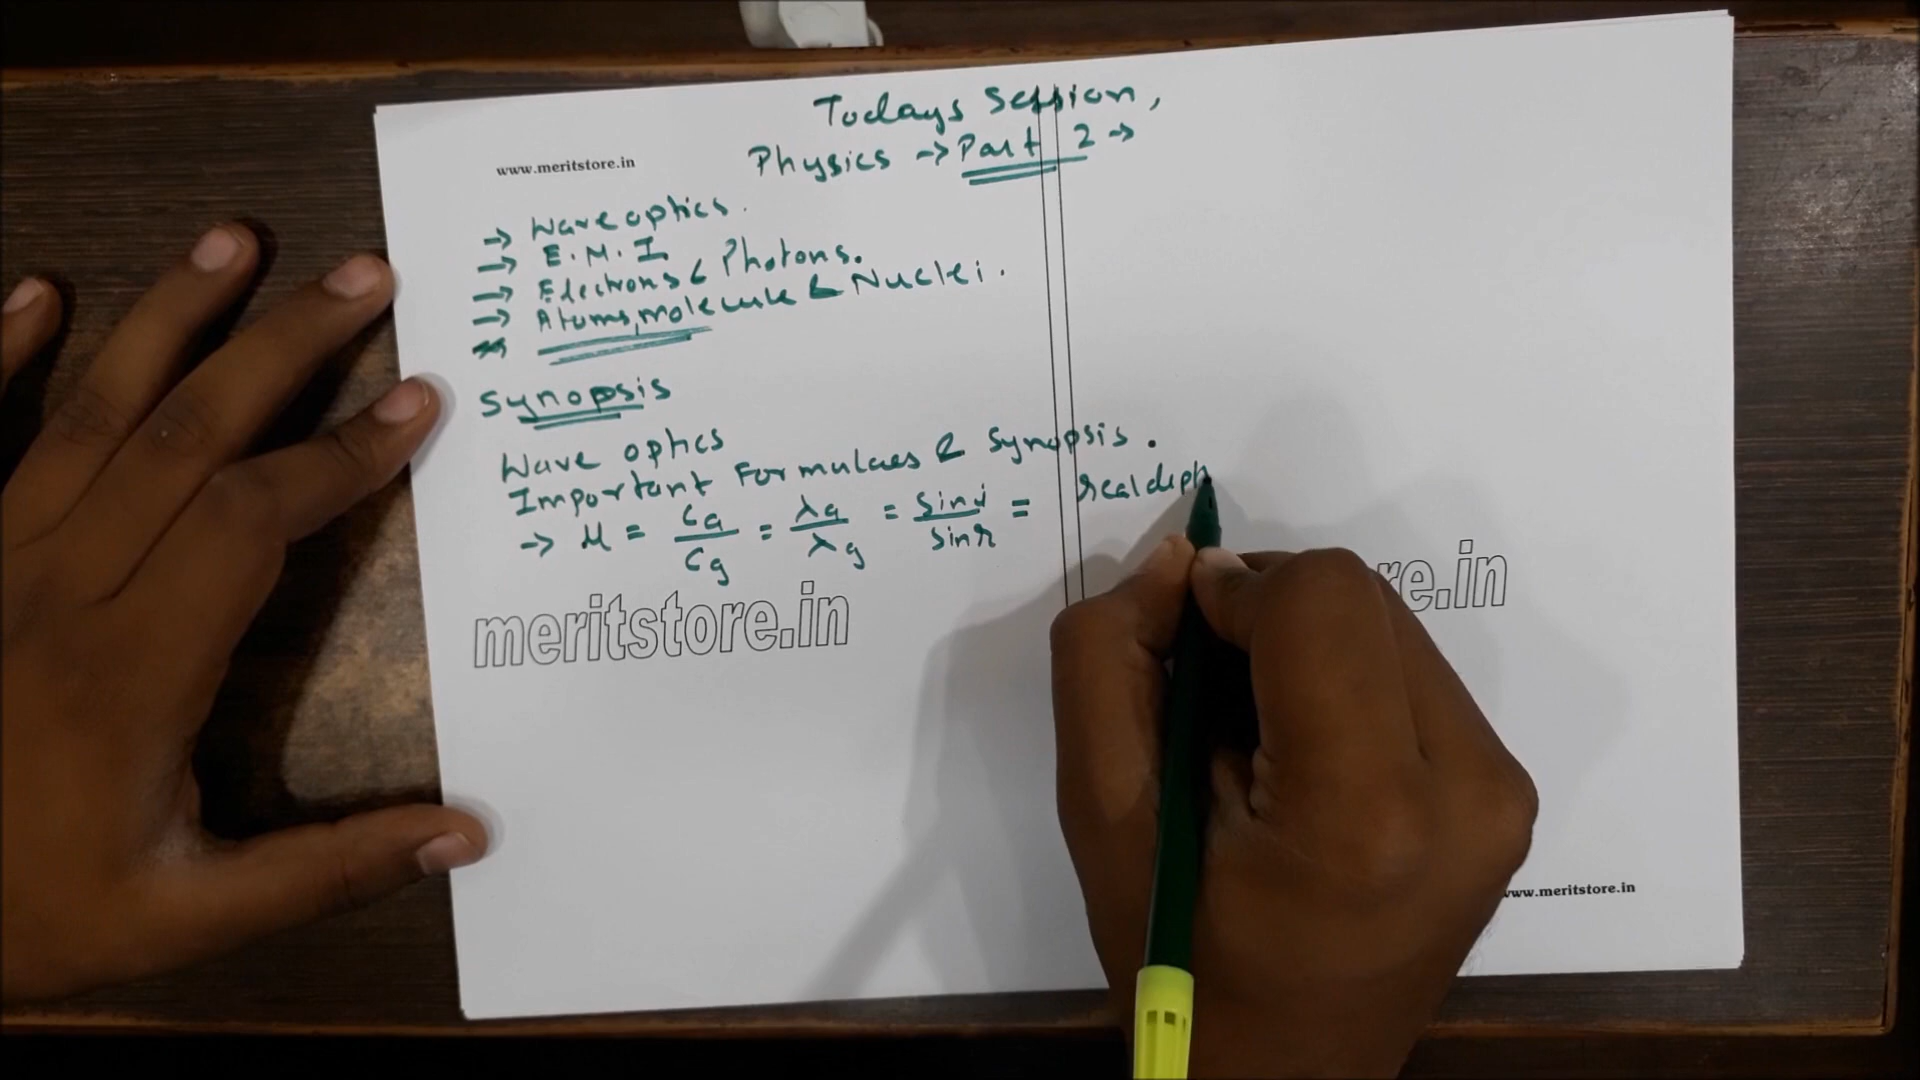 Todays Session,
www.meritstore.in
Physics → Part 2 →
→ Wave optics.
→ E.M.I
→ Electrons & Photons.
→ Atoms, molecule & Nuclei.
Synopsis
Wave optics
Important Formulaes & Synopsis.
→ μ = Ca/Cg = λa/λg = sin i/sin r = real deph
meritstore.in
re.in
www.meritstore.in